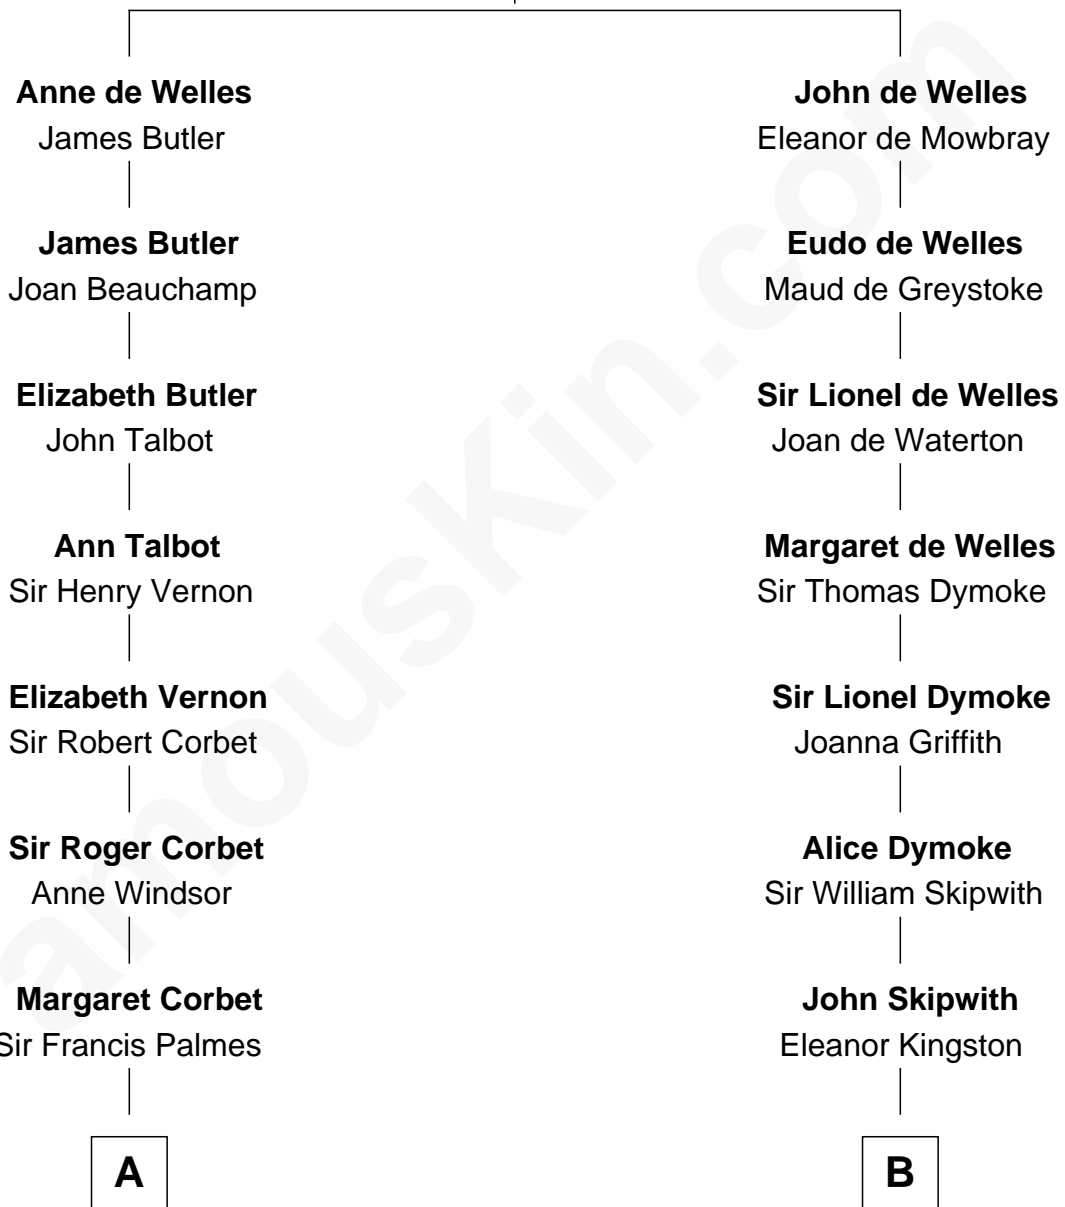 Anne de Welles
James Butler
James Butler
Joan Beauchamp
Elizabeth Butler
John Talbot
Ann Talbot
Sir Henry Vernon
Elizabeth Vernon
Sir Robert Corbet
Sir Roger Corbet
Anne Windsor
Margaret Corbet
Sir Francis Palmes
A
John de Welles
Eleanor de Mowbray
Eudo de Welles
Maud de Greystoke
Sir Lionel de Welles
Joan de Waterton
Margaret de Welles
Sir Thomas Dymoke
Sir Lionel Dymoke
Joanna Griffith
Alice Dymoke
Sir William Skipwith
John Skipwith
Eleanor Kingston
B
amousKin.com